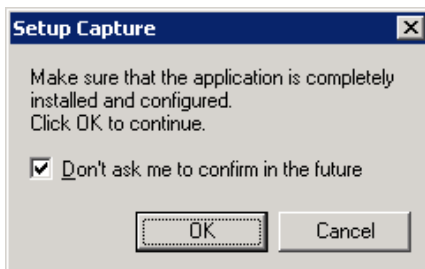 Setup Capture
Make sure that the application is completely
installed and configured.
Click OK to continue.
Don't ask me to confirm in the future
OK
Cancel